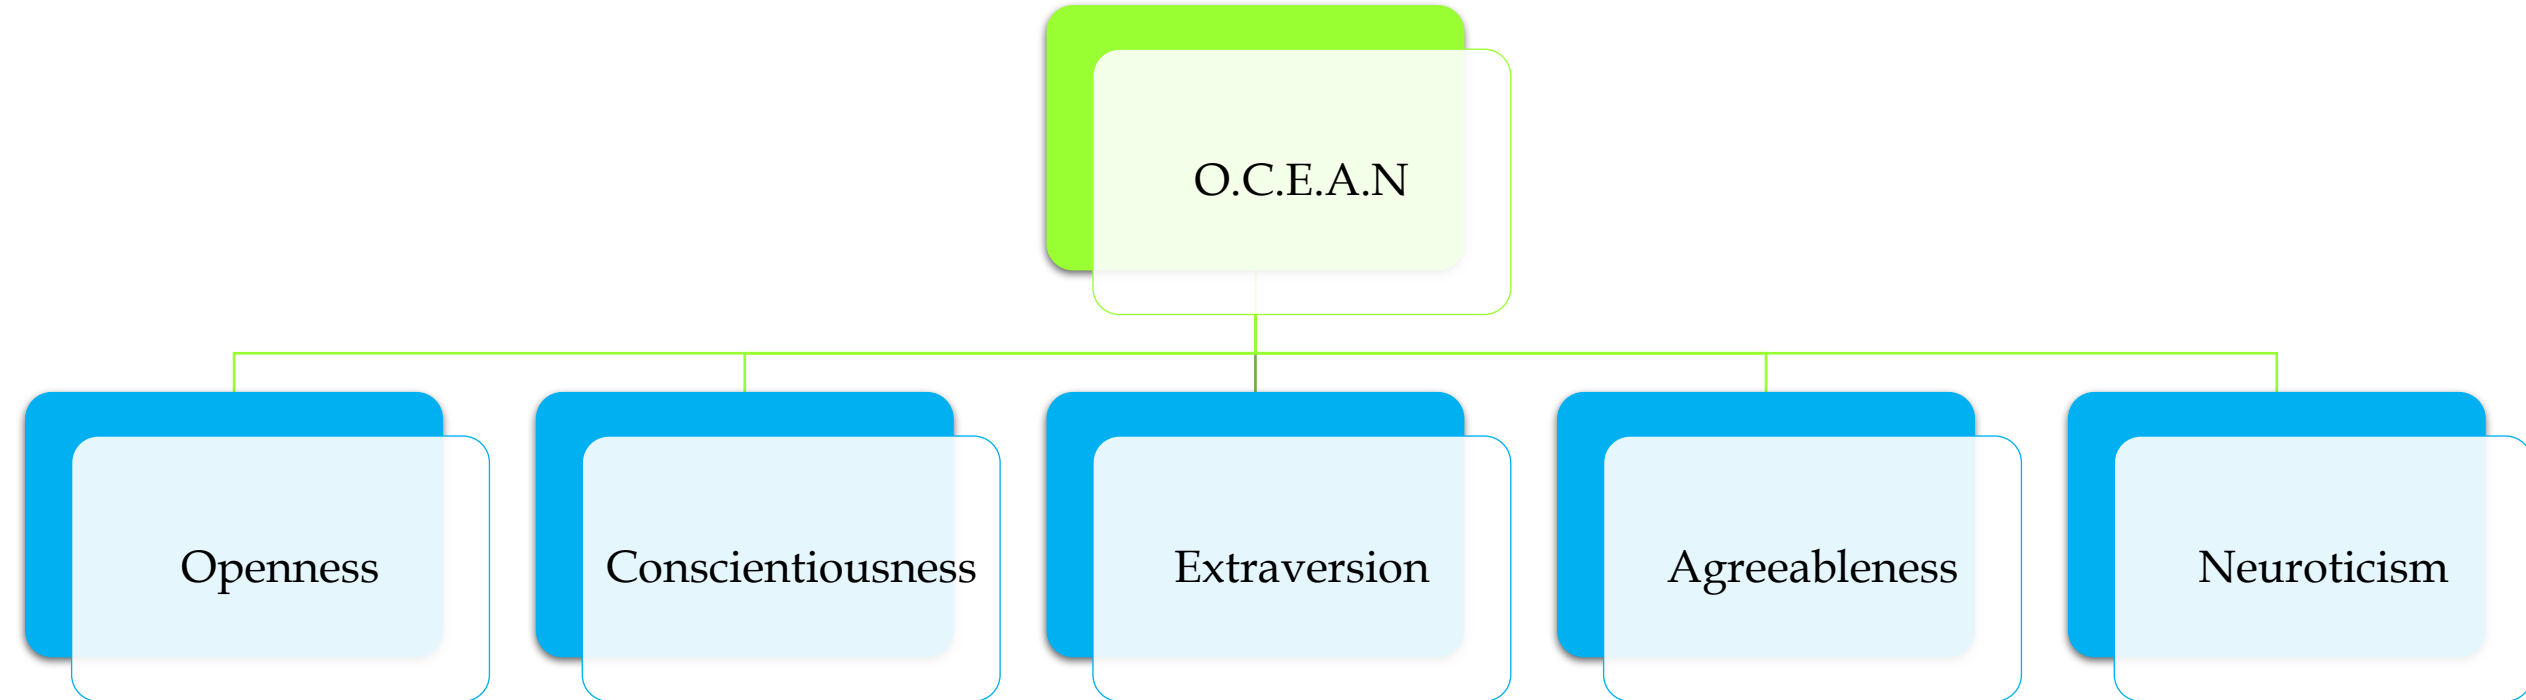 O.C.E.A.N
Openness
Conscientiousness
Extraversion
Agreeableness
Neuroticism